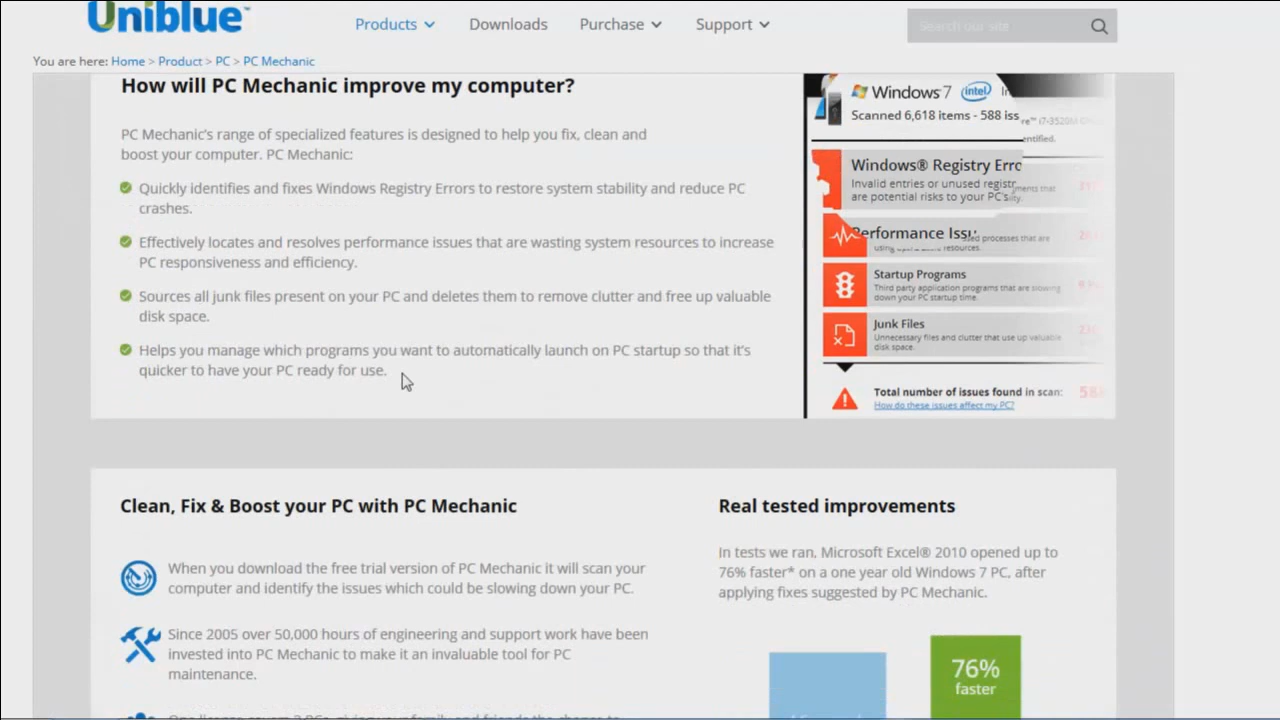 Uniblue™
Products
Downloads
Purchase
Support
Search our site
You are here: Home > Product > PC > PC Mechanic
How will PC Mechanic improve my computer?
PC Mechanic's range of specialized features is designed to help you fix, clean and
boost your computer. PC Mechanic:
Quickly identifies and fixes Windows Registry Errors to restore system stability and reduce PC
crashes.
Effectively locates and resolves performance issues that are wasting system resources to increase
PC responsiveness and efficiency.
Sources all junk files present on your PC and deletes them to remove clutter and free up valuable
disk space.
Helps you manage which programs you want to automatically launch on PC startup so that it's
quicker to have your PC ready for use.
Windows 7 intel
Scanned 6,618 items - 588 iss
Windows® Registry Erro
Invalid entries or unused registr
are potential risks to your PC's
Performance Issu
used processes that are
resources.
Startup Programs
Third party application programs that are slowing
down your PC startup time.
Junk Files
Unnecessary files and clutter that use up valuable
disk space.
Total number of issues found in scan: 588
How do these issues affect my PC?
Clean, Fix & Boost your PC with PC Mechanic
When you download the free trial version of PC Mechanic it will scan your
computer and identify the issues which could be slowing down your PC.
Since 2005 over 50,000 hours of engineering and support work have been
invested into PC Mechanic to make it an invaluable tool for PC
maintenance.
Real tested improvements
In tests we ran, Microsoft Excel® 2010 opened up to
76% faster* on a one year old Windows 7 PC, after
applying fixes suggested by PC Mechanic.
76%
faster